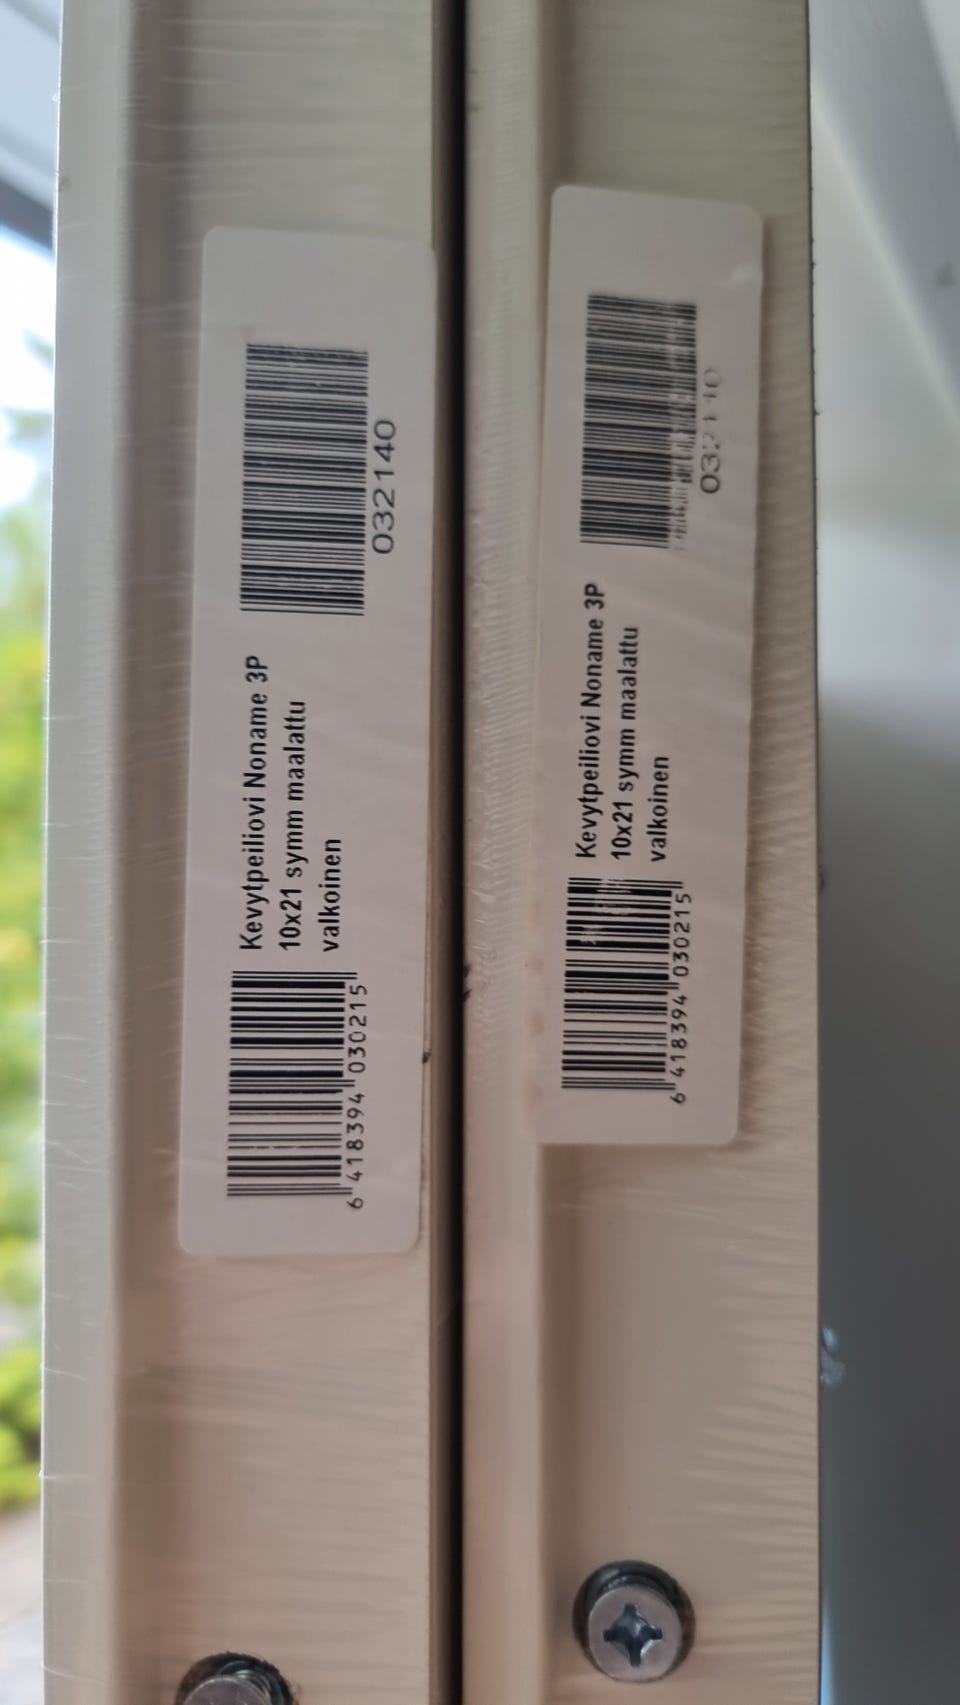 Kevytpeiliovi Noname 3P
10x21 symm maalattu
valkoinen
6 418394 030215
032140
Kevytpeiliovi Noname 3P
10x21 symm maalattu
valkoinen
6 418394 030215